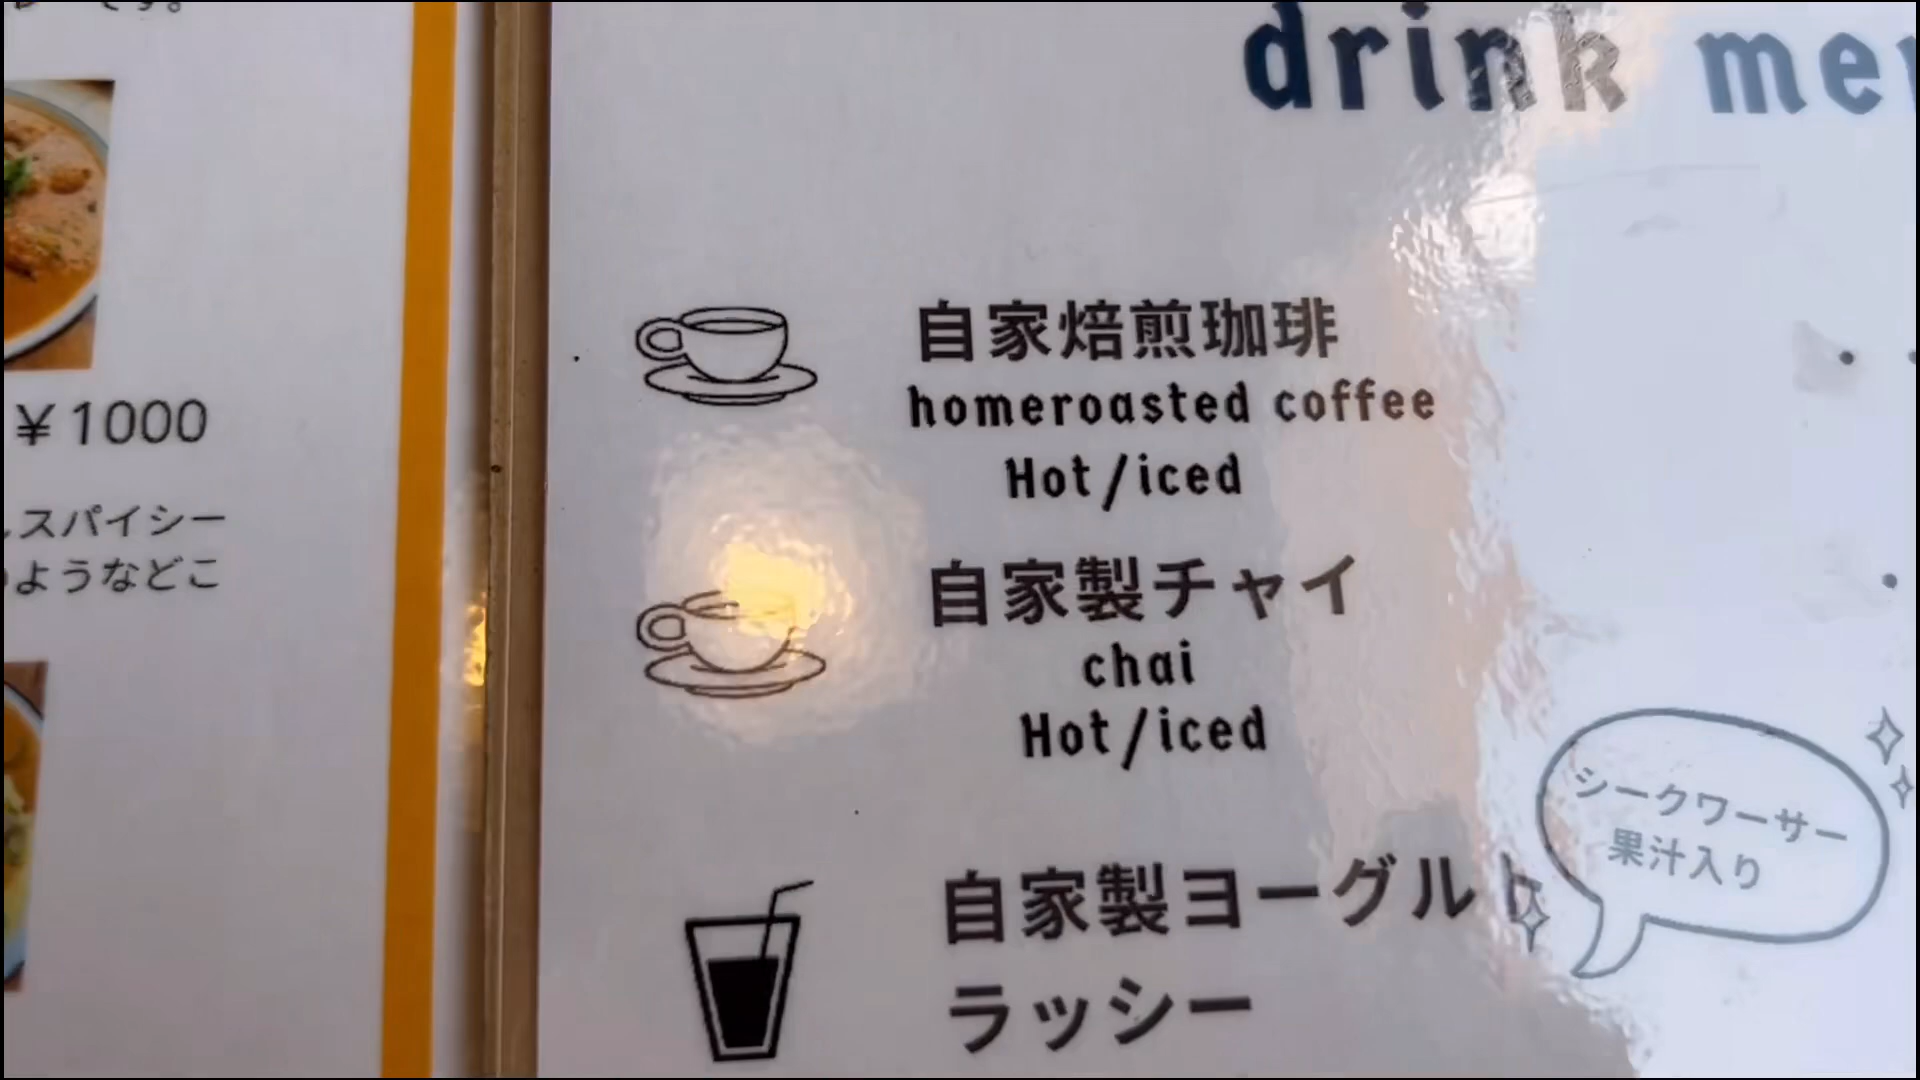 です。
¥1000
スパイシー
ようなどこ
drink
自家焙煎珈琲
homeroasted coffee
Hot/iced
自家製チャイ
chai
Hot/iced
シークワーサー
果汁入り
自家製ヨーグルト
ラッシー